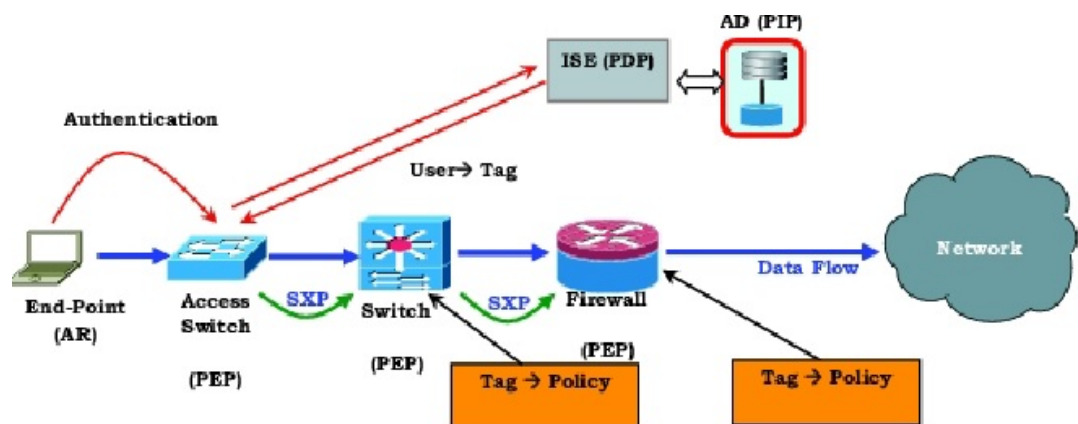 AD (PIP)
ISE (PDP)
Authentication
User→ Tag
Network
Data Flow
End-Point
(AR)
Access
Switch
(PEP)
SXP
Switch
(PEP)
SXP
Firewall
(PEP)
Tag → Policy
Tag → Policy